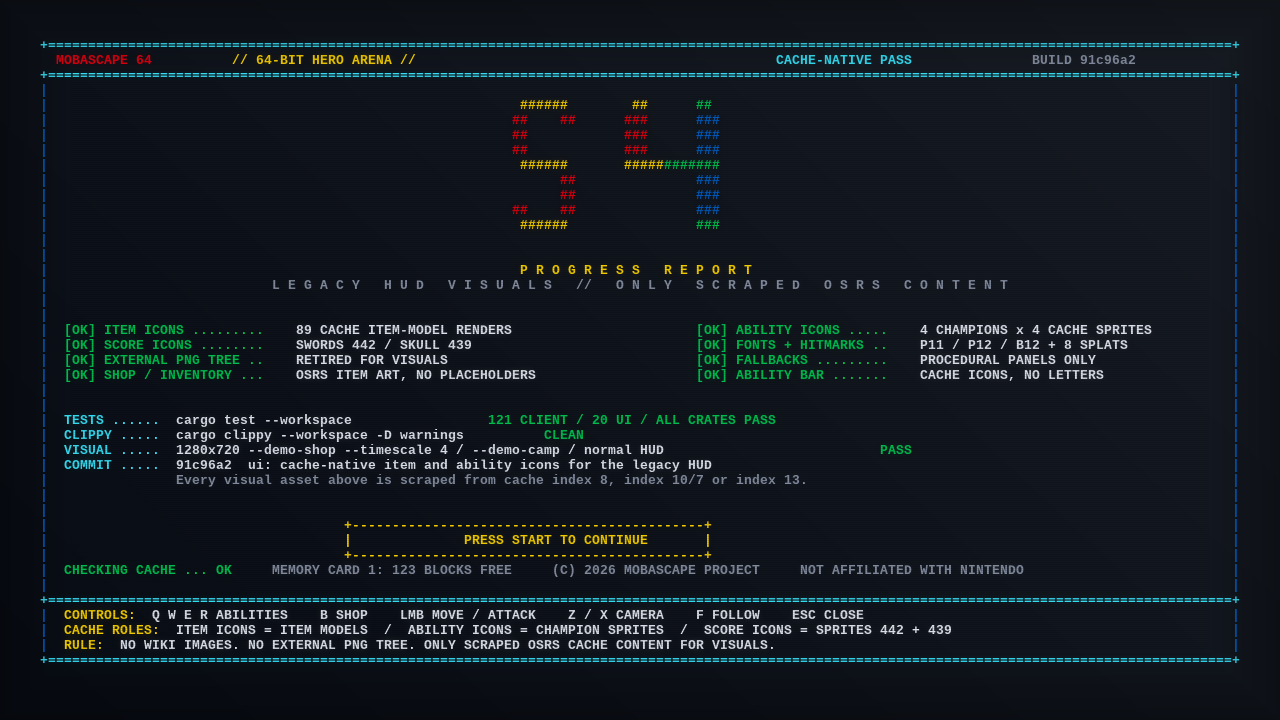 +====================================================================================================================================================+
MOBASCAPE 64 // 64-BIT HERO ARENA // CACHE-NATIVE PASS BUILD 91c96a2
+====================================================================================================================================================+
###### ## ##
## ## ### ###
## ### ###
## ### ###
###### ############
## ###
## ###
## ## ###
###### ###
P R O G R E S S R E P O R T
L E G A C Y H U D V I S U A L S // O N L Y S C R A P E D O S R S C O N T E N T
[OK] ITEM ICONS ......... 89 CACHE ITEM-MODEL RENDERS [OK] ABILITY ICONS ..... 4 CHAMPIONS x 4 CACHE SPRITES
[OK] SCORE ICONS ........ SWORDS 442 / SKULL 439 [OK] FONTS + HITMARKS .. P11 / P12 / B12 + 8 SPLATS
[OK] EXTERNAL PNG TREE .. RETIRED FOR VISUALS [OK] FALLBACKS ......... PROCEDURAL PANELS ONLY
[OK] SHOP / INVENTORY ... OSRS ITEM ART, NO PLACEHOLDERS [OK] ABILITY BAR ....... CACHE ICONS, NO LETTERS
TESTS ...... cargo test --workspace 121 CLIENT / 20 UI / ALL CRATES PASS
CLIPPY ..... cargo clippy --workspace -D warnings CLEAN
VISUAL ..... 1280x720 --demo-shop --timescale 4 / --demo-camp / normal HUD PASS
COMMIT ..... 91c96a2 ui: cache-native item and ability icons for the legacy HUD
Every visual asset above is scraped from cache index 8, index 10/7 or index 13.
+--------------------------------------------+
| PRESS START TO CONTINUE |
+--------------------------------------------+
CHECKING CACHE ... OK MEMORY CARD 1: 123 BLOCKS FREE (C) 2026 MOBASCAPE PROJECT NOT AFFILIATED WITH NINTENDO
+====================================================================================================================================================+
CONTROLS: Q W E R ABILITIES B SHOP LMB MOVE / ATTACK Z / X CAMERA F FOLLOW ESC CLOSE
CACHE ROLES: ITEM ICONS = ITEM MODELS / ABILITY ICONS = CHAMPION SPRITES / SCORE ICONS = SPRITES 442 + 439
RULE: NO WIKI IMAGES. NO EXTERNAL PNG TREE. ONLY SCRAPED OSRS CACHE CONTENT FOR VISUALS.
+====================================================================================================================================================+